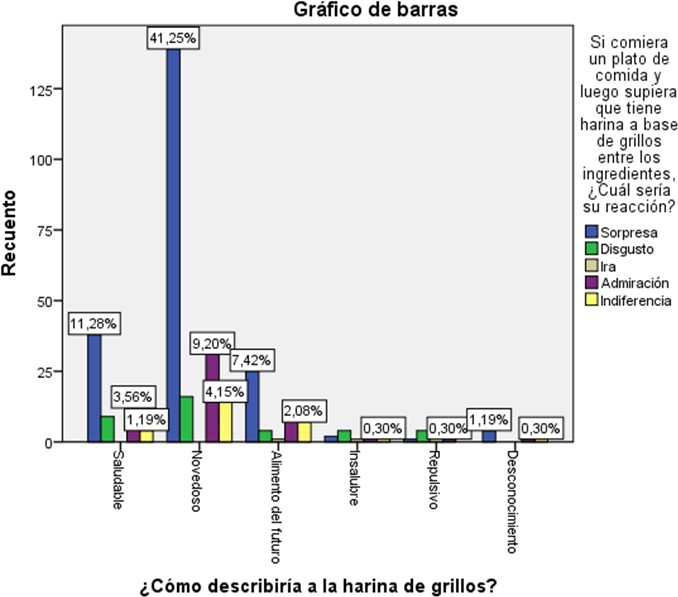 Gráfico de barras
Recuento
125
100
75
50
25
0
41,25%
11,28%
9,20%
7,42%
3,56%
4,15%
1,19%
2,08%
0,30%
0,30%
1,19%
0,30%
Saludable
Novedoso
Alimento del futuro
Insalubre
Repulsivo
Desconocimiento
¿Cómo describiría a la harina de grillos?
Si comiera
un plato de
comida y
luego supiera
que tiene
harina a base
de grillos
entre los
ingredientes,
¿Cuál sería
su reacción?
Sorpresa
Disgusto
Ira
Admiración
Indiferencia